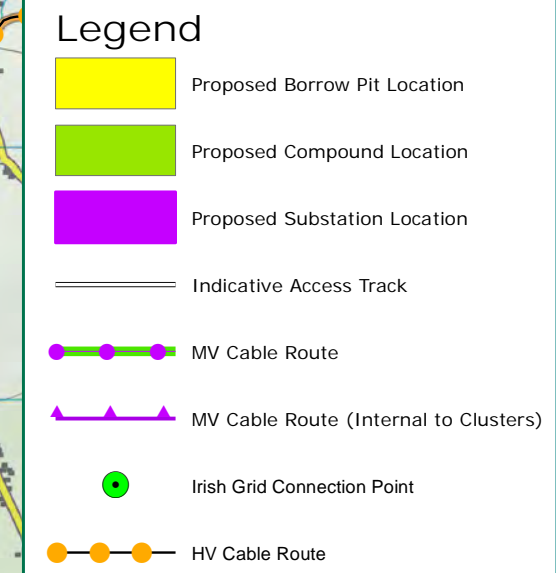 Legend
Proposed Borrow Pit Location
Proposed Compound Location
Proposed Substation Location
Indicative Access Track
MV Cable Route
MV Cable Route (Internal to Clusters)
Irish Grid Connection Point
HV Cable Route